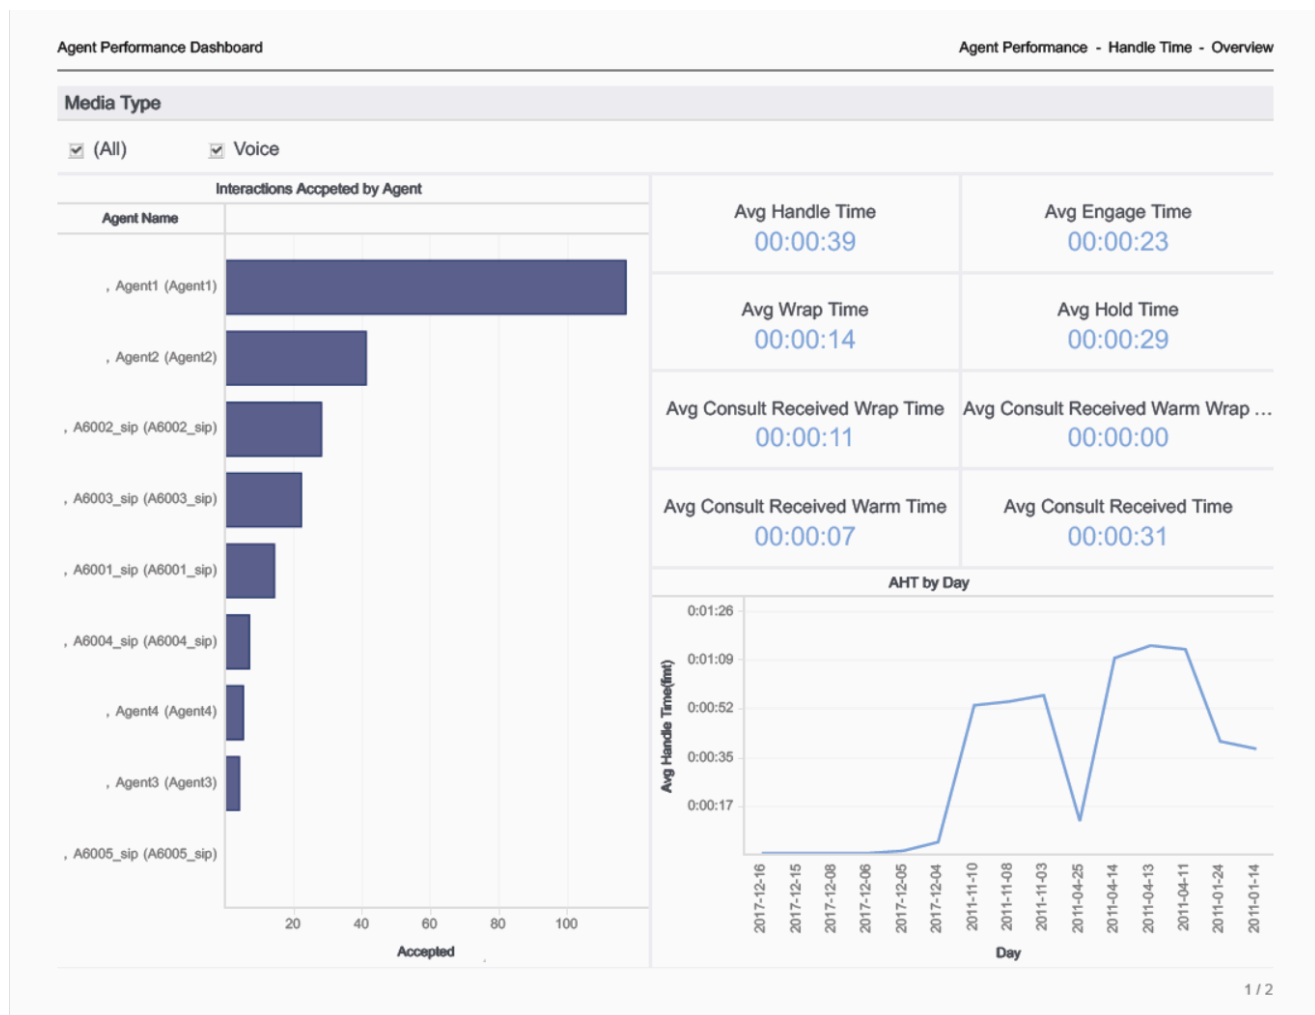 Agent Performance Dashboard
Agent Performance - Handle Time - Overview
Media Type
(All)
Voice
Interactions Accpeted by Agent
Agent Name
, Agent1 (Agent1)
, Agent2 (Agent2)
, A6002_sip (A6002_sip)
, A6003_sip (A6003_sip)
, A6001_sip (A6001_sip)
, A6004_sip (A6004_sip)
, Agent4 (Agent4)
, Agent3 (Agent3)
, A6005_sip (A6005_sip)
20 40 60 80 100
Accepted
Avg Handle Time
00:00:39
Avg Engage Time
00:00:23
Avg Wrap Time
00:00:14
Avg Hold Time
00:00:29
Avg Consult Received Wrap Time
00:00:11
Avg Consult Received Warm Wrap ...
00:00:00
Avg Consult Received Warm Time
00:00:07
Avg Consult Received Time
00:00:31
AHT by Day
Avg Handle Time(fmt)
0:01:26
0:01:09
0:00:52
0:00:35
0:00:17
2017-12-16
2017-12-15
2017-12-08
2017-12-06
2017-12-05
2017-12-04
2011-11-10
2011-11-08
2011-11-03
2011-04-25
2011-04-14
2011-04-13
2011-04-11
2011-01-24
2011-01-14
Day
1 / 2